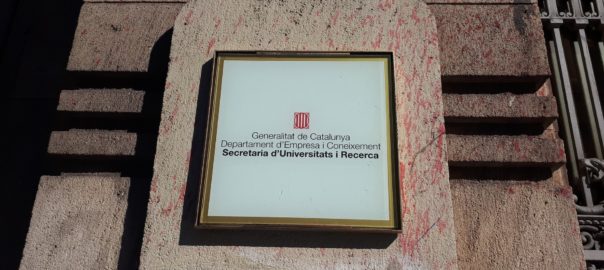 Generalitat de Catalunya
Departament d'Empresa i Coneixement
Secretaria d'Universitats i Recerca